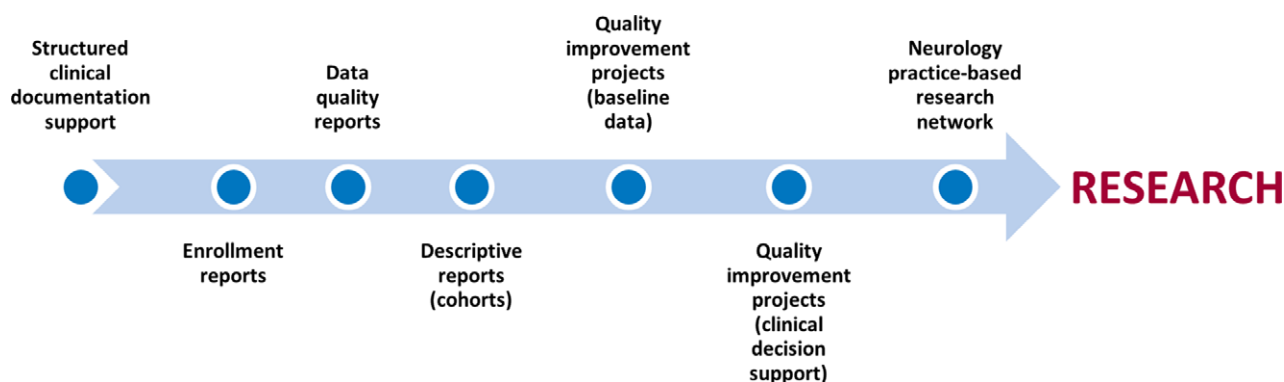 Structured
clinical
documentation
support
Enrollment
reports
Data
quality
reports
Descriptive
reports
(cohorts)
Quality
improvement
projects
(baseline
data)
Quality
improvement
projects
(clinical
decision
support)
Neurology
practice-based
research
network
RESEARCH